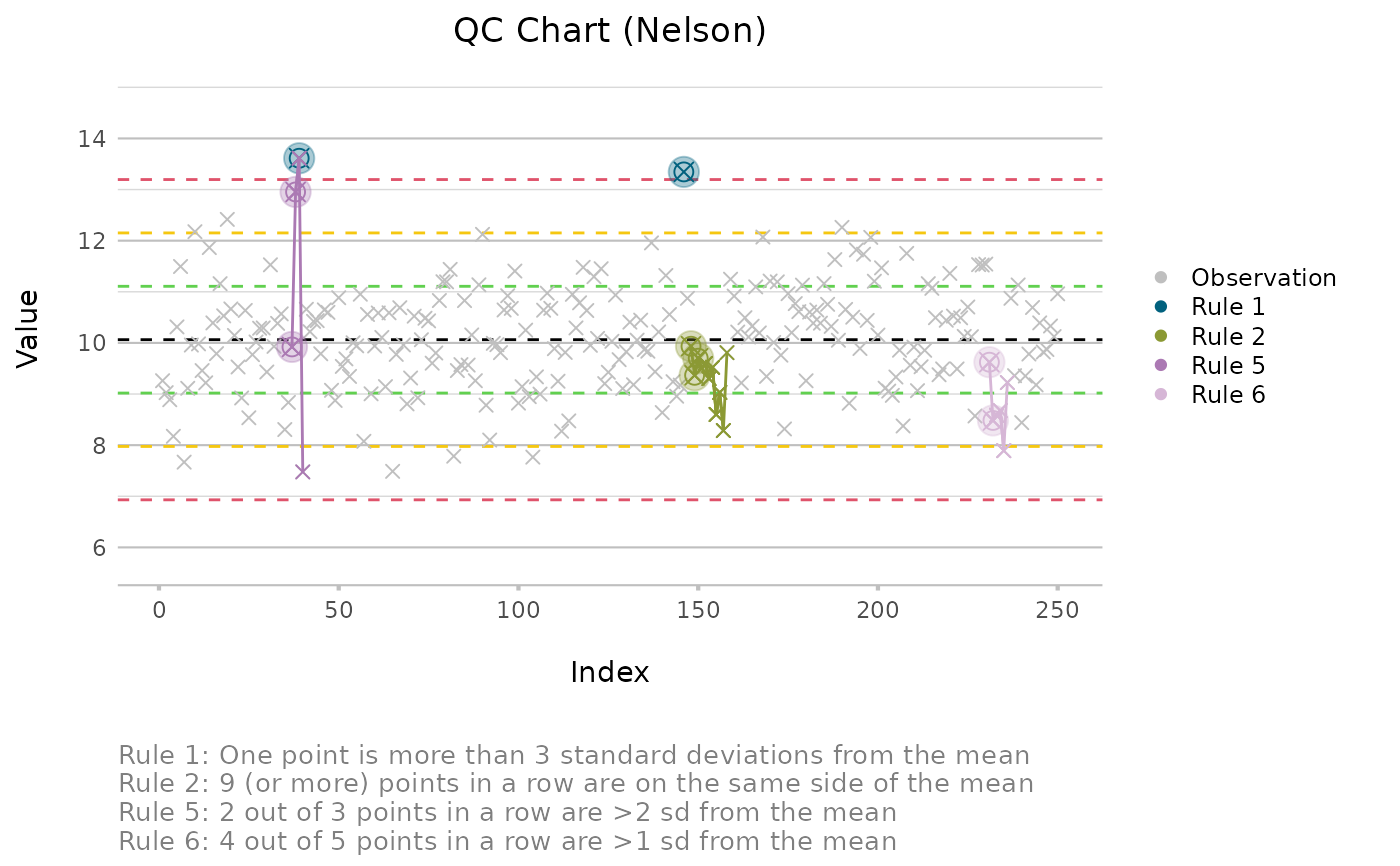 QC Chart (Nelson)
Value
14
12
10
8
6
0 50 100 150 200 250
Index
Observation
Rule 1
Rule 2
Rule 5
Rule 6
Rule 1: One point is more than 3 standard deviations from the mean
Rule 2: 9 (or more) points in a row are on the same side of the mean
Rule 5: 2 out of 3 points in a row are >2 sd from the mean
Rule 6: 4 out of 5 points in a row are >1 sd from the mean